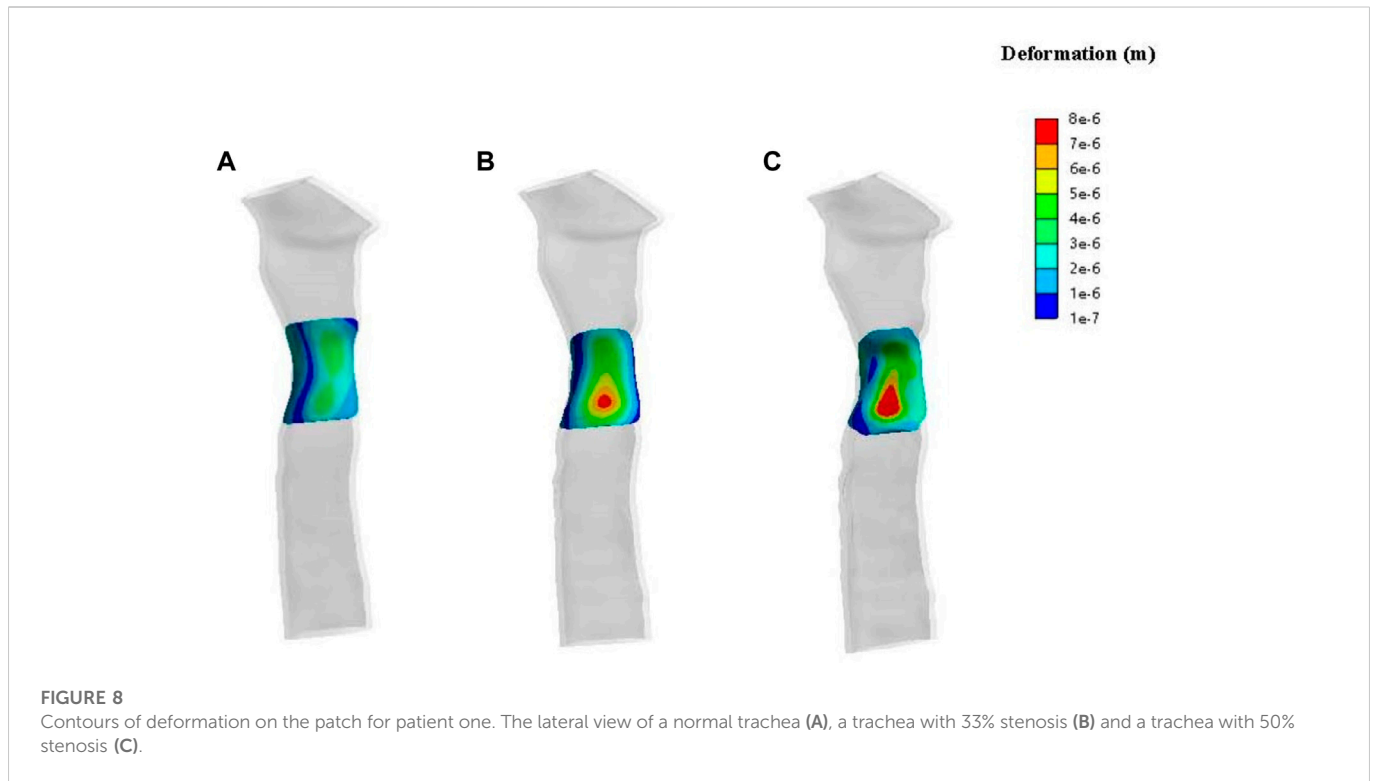 Deformation (m)
8e-6
7e-6
6e-6
5e-6
4e-6
3e-6
2e-6
1e-6
1e-7
A
B
C
FIGURE 8
Contours of deformation on the patch for patient one. The lateral view of a normal trachea (A), a trachea with 33% stenosis (B) and a trachea with 50%
stenosis (C).